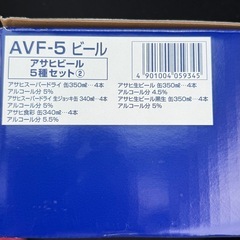 AVF-5 ビール
アサヒビール
5種セット②
4901004059345
アサヒスーパードライ 缶350ml…4本
アルコール分 5%
アサヒスーパードライ 生ジョッキ缶 340ml…4本
アルコール分 5%
アサヒ食彩 缶340ml…4本
アルコール分 5.5%
アサヒ生ビール 缶350ml…4本
アルコール分 4.5%
アサヒ生ビール黒生 缶350ml…4本
アルコール分 5%